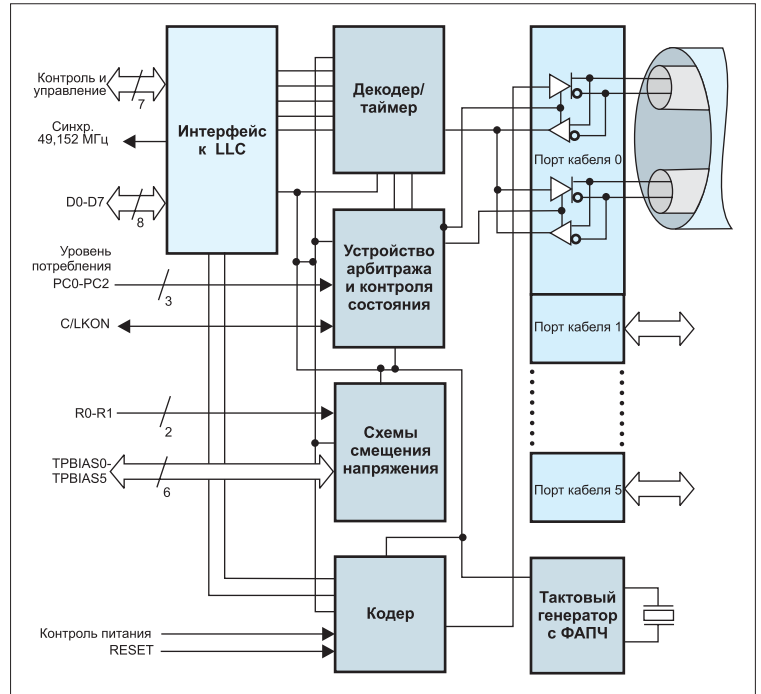 Контроль и
управление
7
Синхр.
49,152 МГц
D0-D7
8
Уровень
потребления
PC0-PC2
3
C/LKON
R0-R1
2
TPBIAS0-
TPBIAS5
6
Контроль питания
RESET
Интерфейс
к LLC
Декодер/
таймер
Устройство
арбитража
и контроля
состояния
Схемы
смещения
напряжения
Кодер
Порт кабеля 0
Порт кабеля 1
Порт кабеля 5
Тактовый
генератор
с ФАПЧ